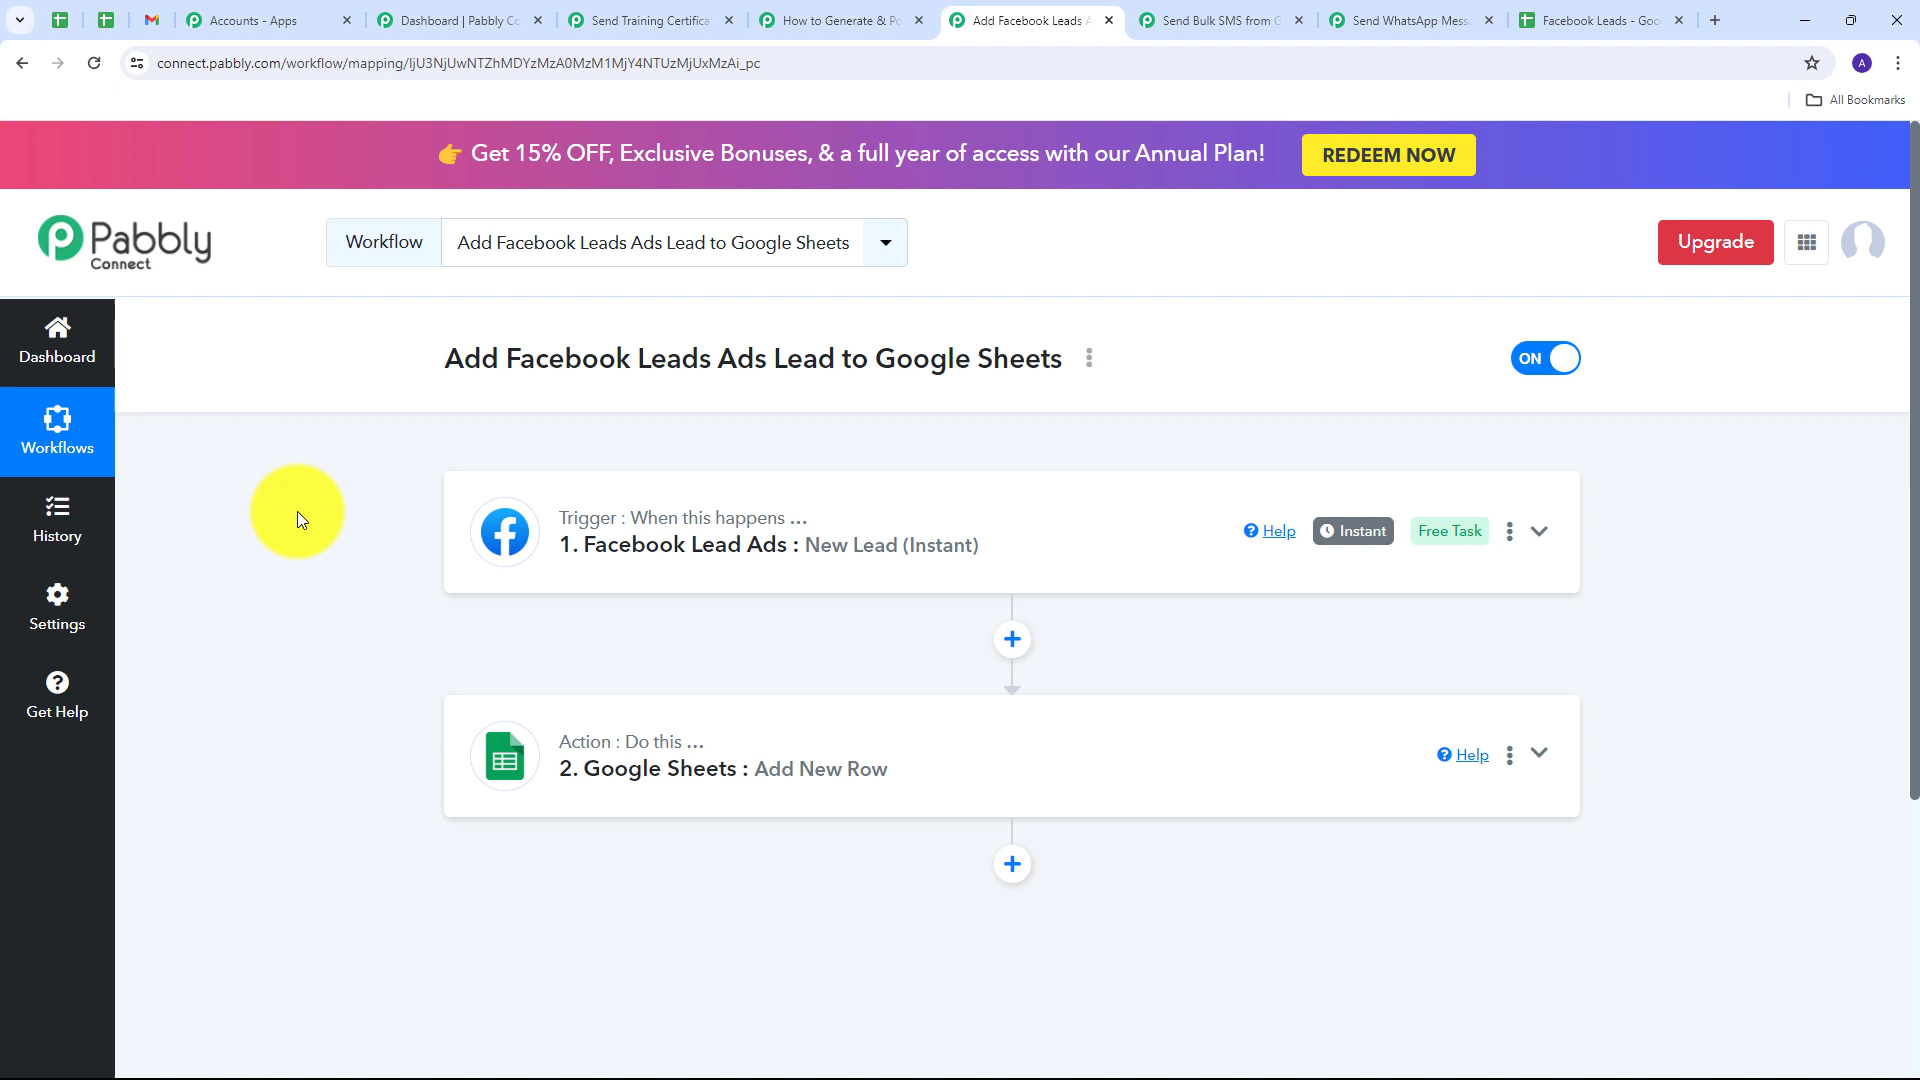 Accounts - Apps
Dashboard | Pabbly Co
Send Training Certifica
How to Generate & Po
Add Facebook Leads A
Send Bulk SMS from G
Send WhatsApp Mess
Facebook Leads - Goo
connect.pabbly.com/workflow/mapping/IjU3NjUwNTZhMDYzMzA0MzM1MjY4NTUzMjUxMzAi_pc
A
All Bookmarks
Get 15% OFF, Exclusive Bonuses, & a full year of access with our Annual Plan!
REDEEM NOW
Pabbly
Connect
Workflow
Add Facebook Leads Ads Lead to Google Sheets
Upgrade
Dashboard
Workflows
History
Settings
Get Help
Add Facebook Leads Ads Lead to Google Sheets
ON
Trigger : When this happens ...
1. Facebook Lead Ads : New Lead (Instant)
Help
Instant
Free Task
Action : Do this ...
2. Google Sheets : Add New Row
Help